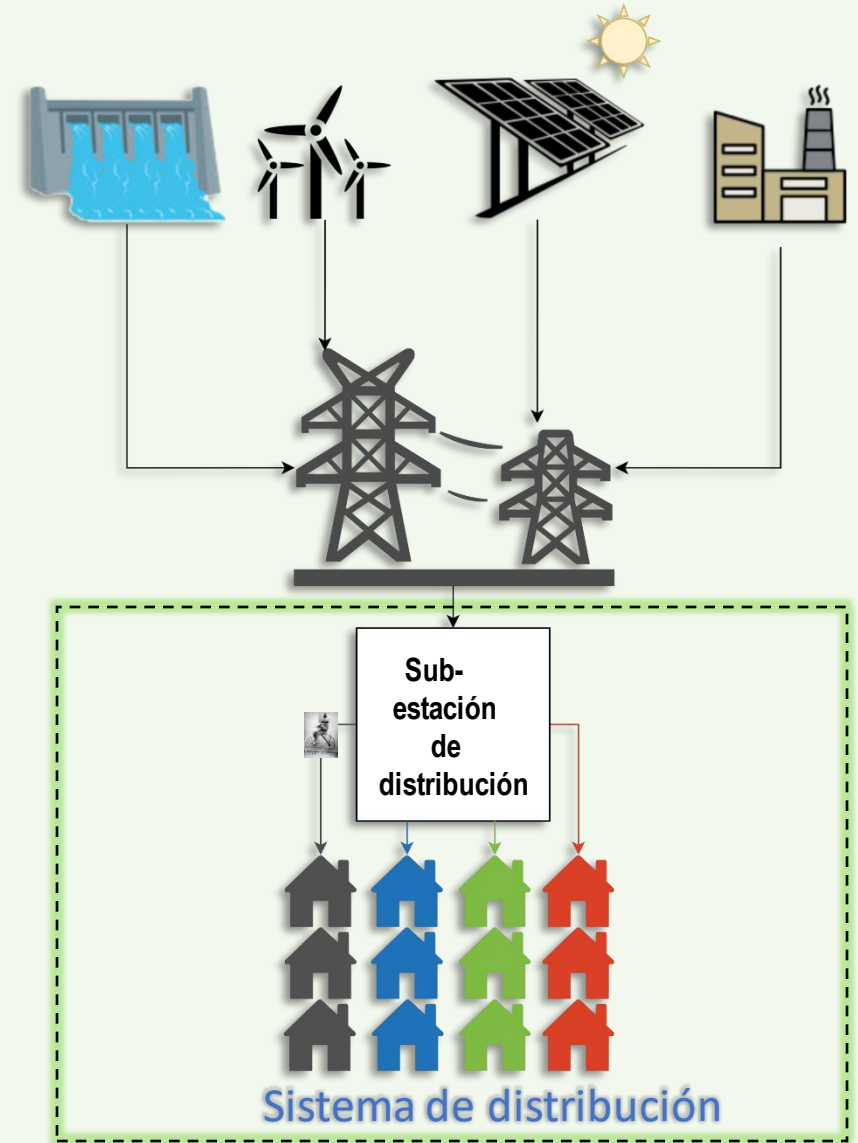 Sub-
estación
de
distribución
Sistema de distribución